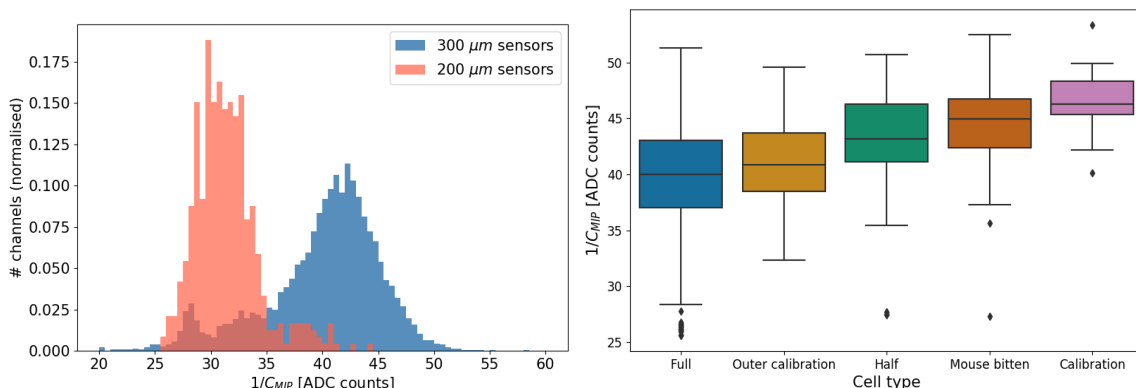 300 μm sensors
200 μm sensors
# channels (normalised)
0.175
0.150
0.125
0.100
0.075
0.050
0.025
0.000
20 25 30 35 40 45 50 55 60
1/C_MIP [ADC counts]
1/C_MIP [ADC counts]
50
45
40
35
30
25
Full Outer calibration Half Mouse bitten Calibration
Cell type